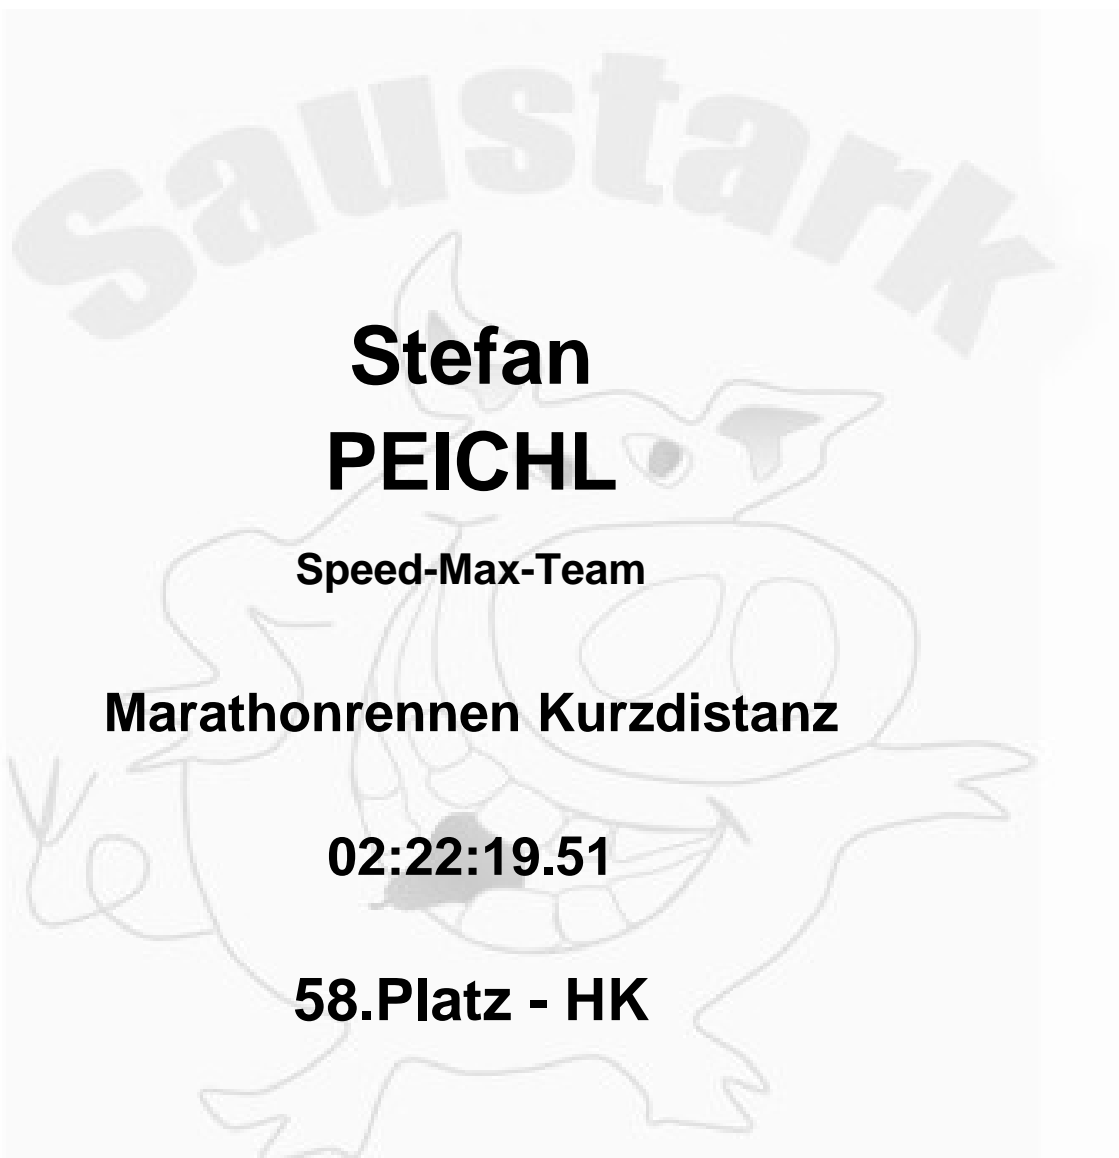 Saustark
Stefan
PEICHL
Speed-Max-Team
Marathonrennen Kurzdistanz
02:22:19.51
58.Platz - HK